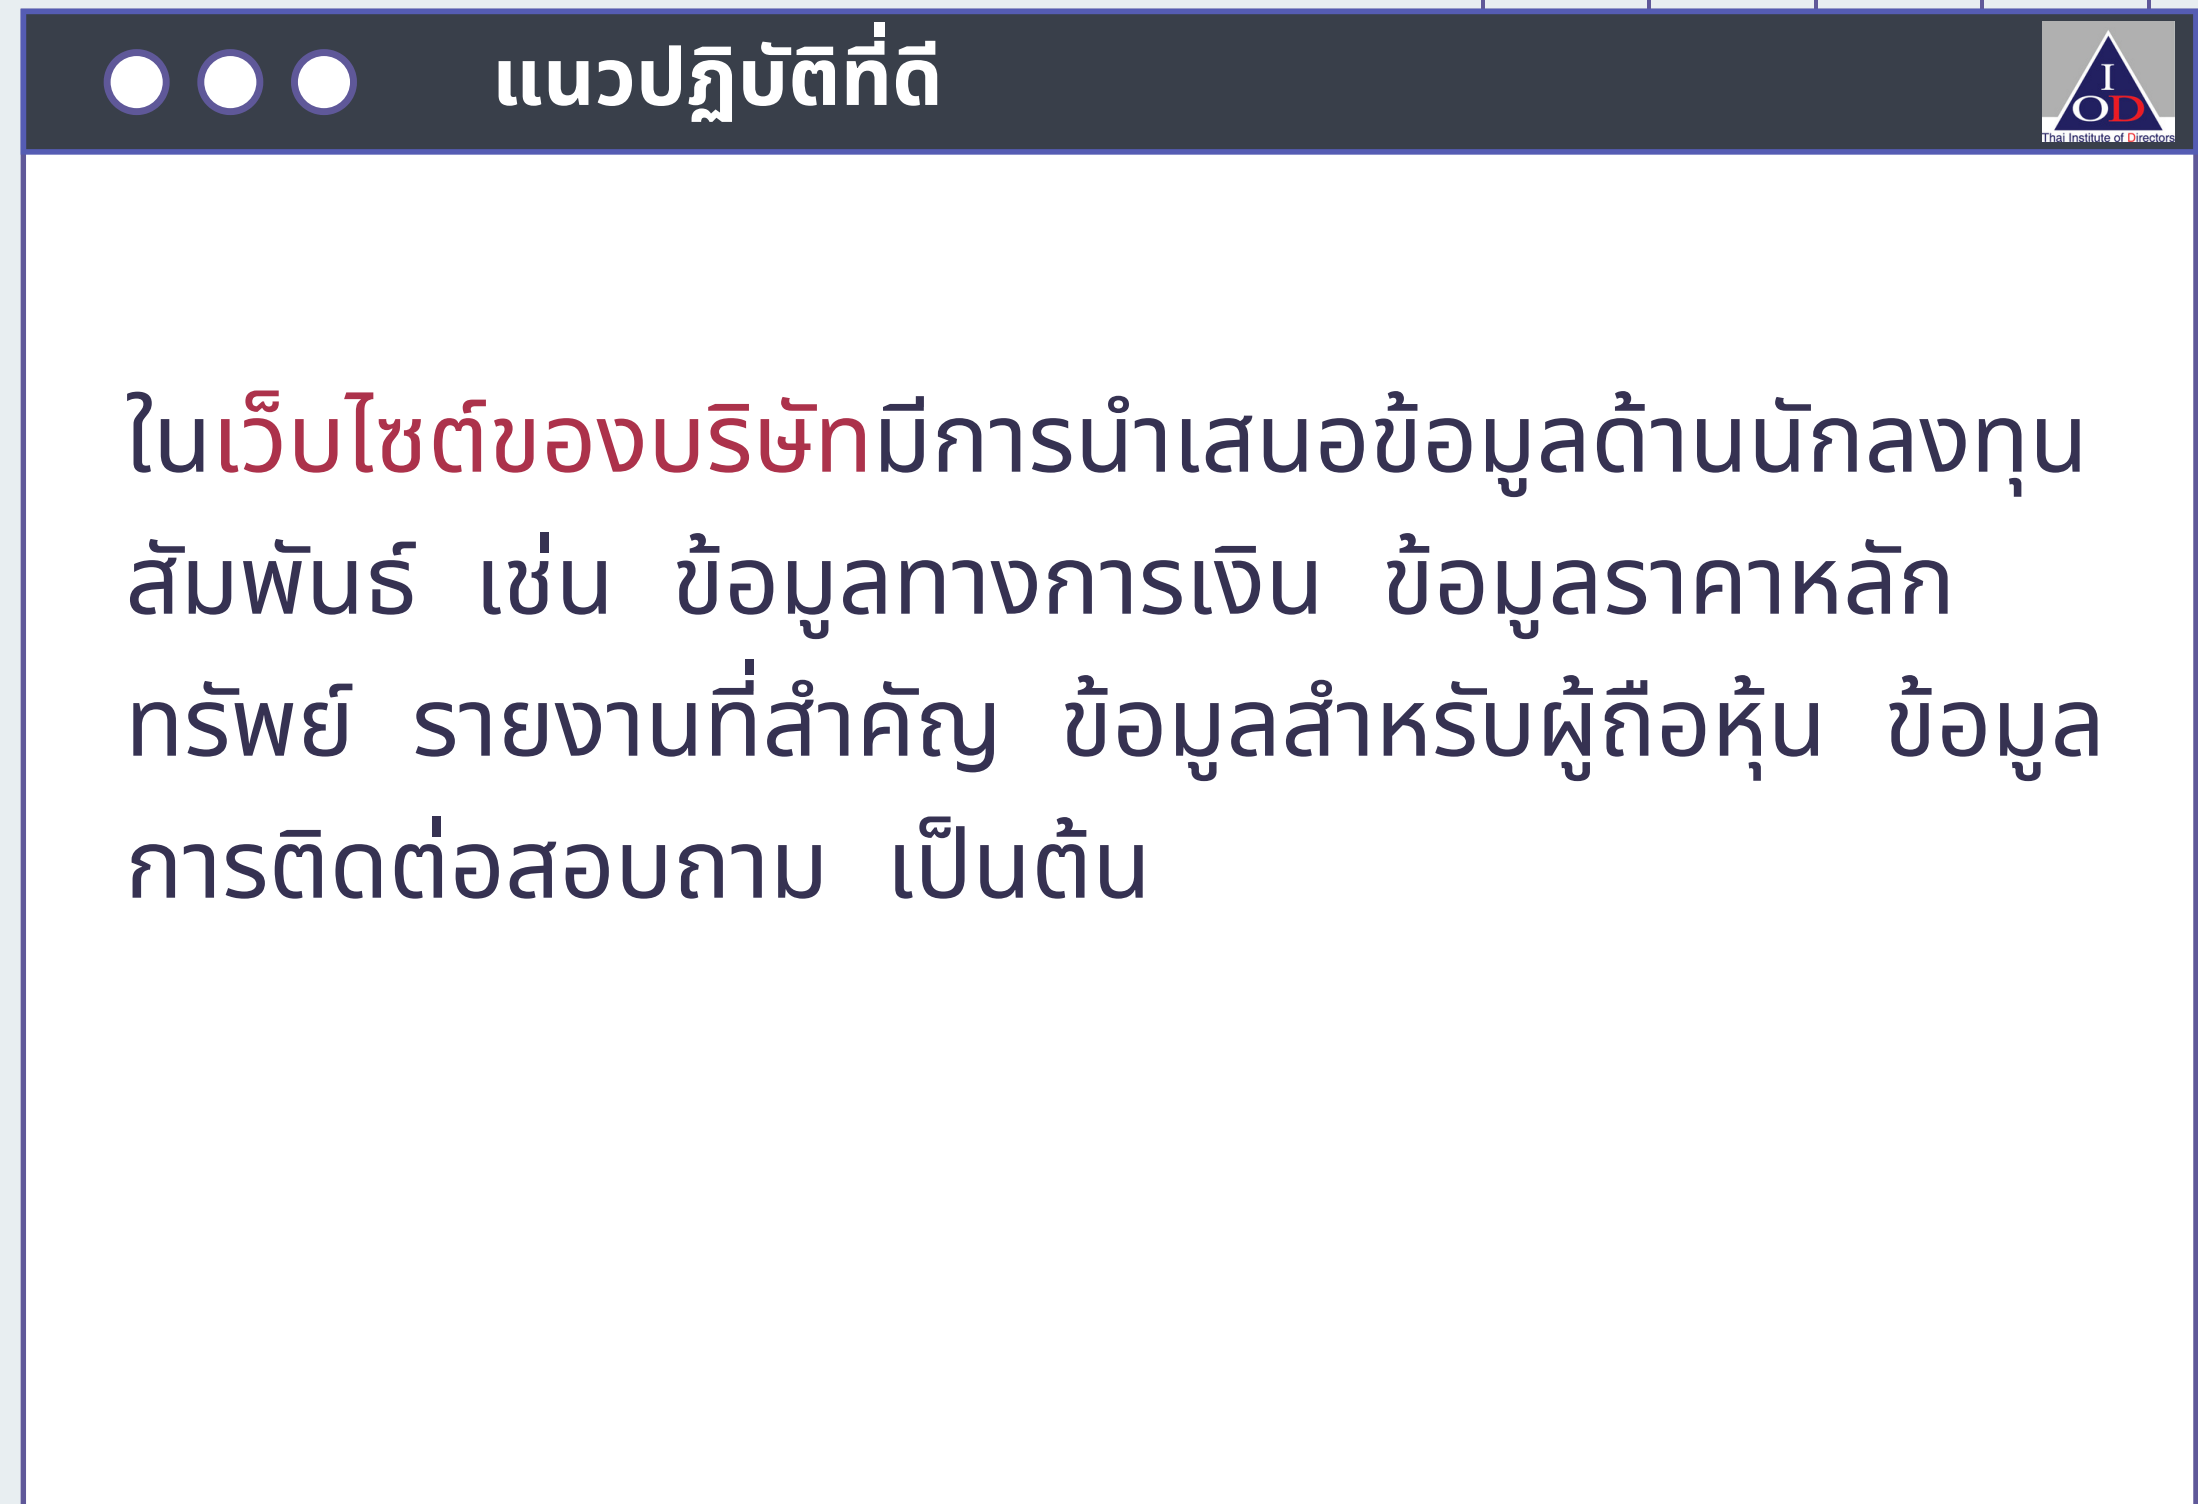 แนวปฏิบัติที่ดี
I
OD
Thai Institute of Directors
ในเว็บไซต์ของบริษัทมีการนำเสนอข้อมูลด้านนักลงทุน
สัมพันธ์ เช่น ข้อมูลทางการเงิน ข้อมูลราคาหลัก
ทรัพย์ รายงานที่สำคัญ ข้อมูลสำหรับผู้ถือหุ้น ข้อมูล
การติดต่อสอบถาม เป็นต้น